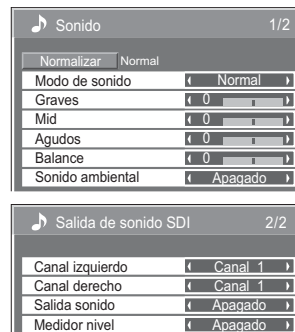 Sonido 1/2
Normalizar Normal
Modo de sonido Normal
Graves 0
Mid 0
Agudos 0
Balance 0
Sonido ambiental Apagado
Salida de sonido SDI 2/2
Canal izquierdo Canal 1
Canal derecho Canal 1
Salida sonido Apagado
Medidor nivel Apagado